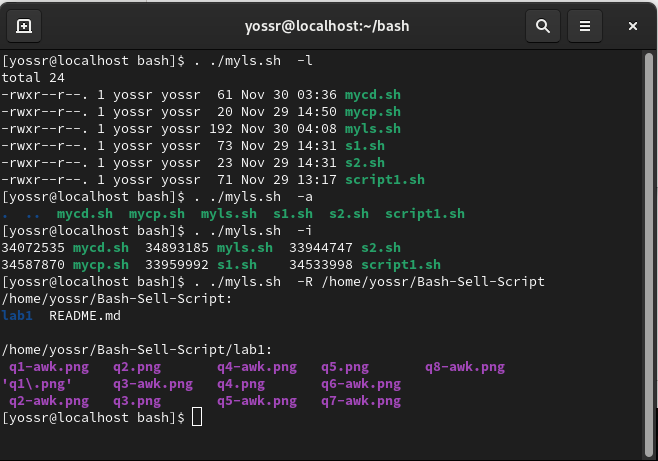 yossr@localhost:~/bash
[yossr@localhost bash]$ . ./myls.sh  -l
total 24
-rwxr--r--. 1 yossr yossr  61 Nov 30 03:36 mycd.sh
-rwxr--r--. 1 yossr yossr  20 Nov 29 14:50 mycp.sh
-rwxr--r--. 1 yossr yossr 192 Nov 30 04:08 myls.sh
-rwxr--r--. 1 yossr yossr  73 Nov 29 14:31 s1.sh
-rwxr--r--. 1 yossr yossr  23 Nov 29 14:31 s2.sh
-rwxr--r--. 1 yossr yossr  71 Nov 29 13:17 script1.sh
[yossr@localhost bash]$ . ./myls.sh  -a
.  ..  mycd.sh  mycp.sh  myls.sh  s1.sh  s2.sh  script1.sh
[yossr@localhost bash]$ . ./myls.sh  -i
34072535 mycd.sh  34893185 myls.sh  33944747 s2.sh
34587870 mycp.sh  33959992 s1.sh    34533998 script1.sh
[yossr@localhost bash]$ . ./myls.sh  -R /home/yossr/Bash-Sell-Script
/home/yossr/Bash-Sell-Script:
lab1  README.md
/home/yossr/Bash-Sell-Script/lab1:
 q1-awk.png   q2.png       q4-awk.png   q5.png       q8-awk.png
'q1\.png'     q3-awk.png   q4.png       q6-awk.png
 q2-awk.png   q3.png       q5-awk.png   q7-awk.png
[yossr@localhost bash]$